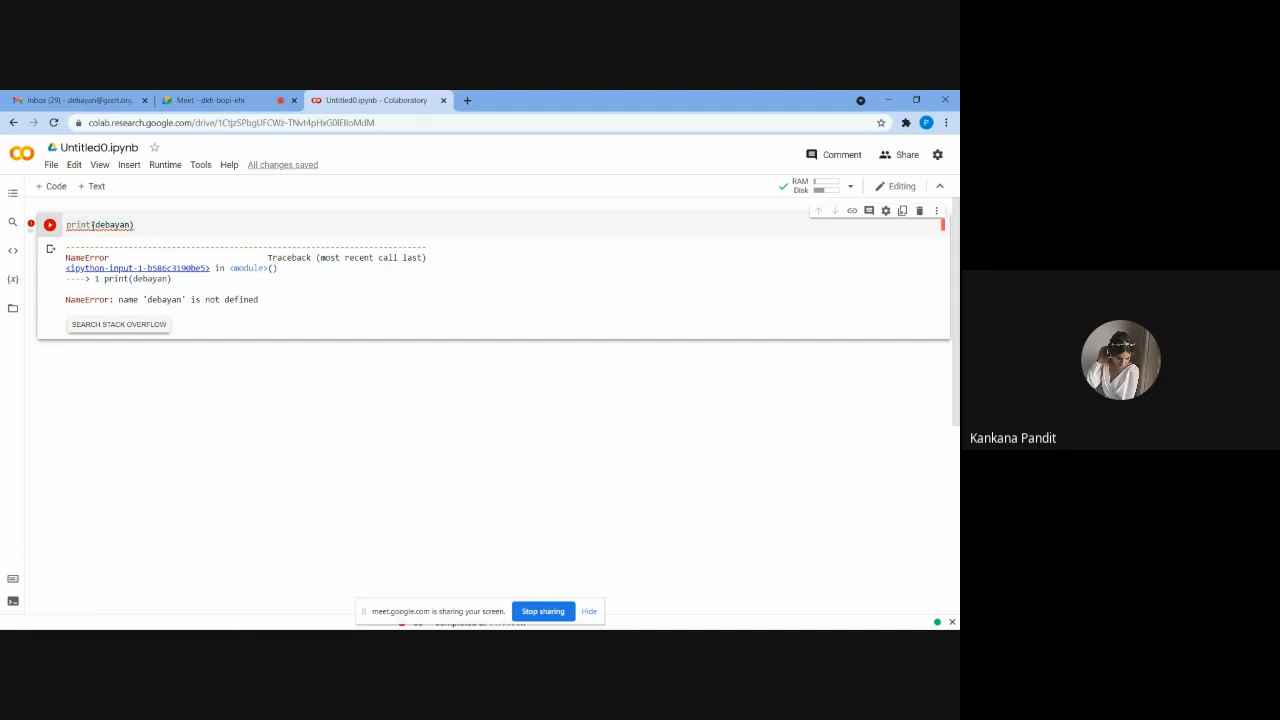 Inbox (29) - debayan@gcelt.org
Meet - dkh-bopi-ehi
Untitled0.ipynb - Colaboratory
colab.research.google.com/drive/1CtjzSPbgUFCWz-TNvt4pHxG0lEIloMdM
Untitled0.ipynb
File Edit View Insert Runtime Tools Help All changes saved
Comment Share
+ Code + Text
RAM
Disk
Editing
print(debayan)
NameError Traceback (most recent call last)
<ipython-input-1-b586c3190be5> in <module>()
----> 1 print(debayan)
NameError: name 'debayan' is not defined
SEARCH STACK OVERFLOW
Kankana Pandit
meet.google.com is sharing your screen. Stop sharing Hide